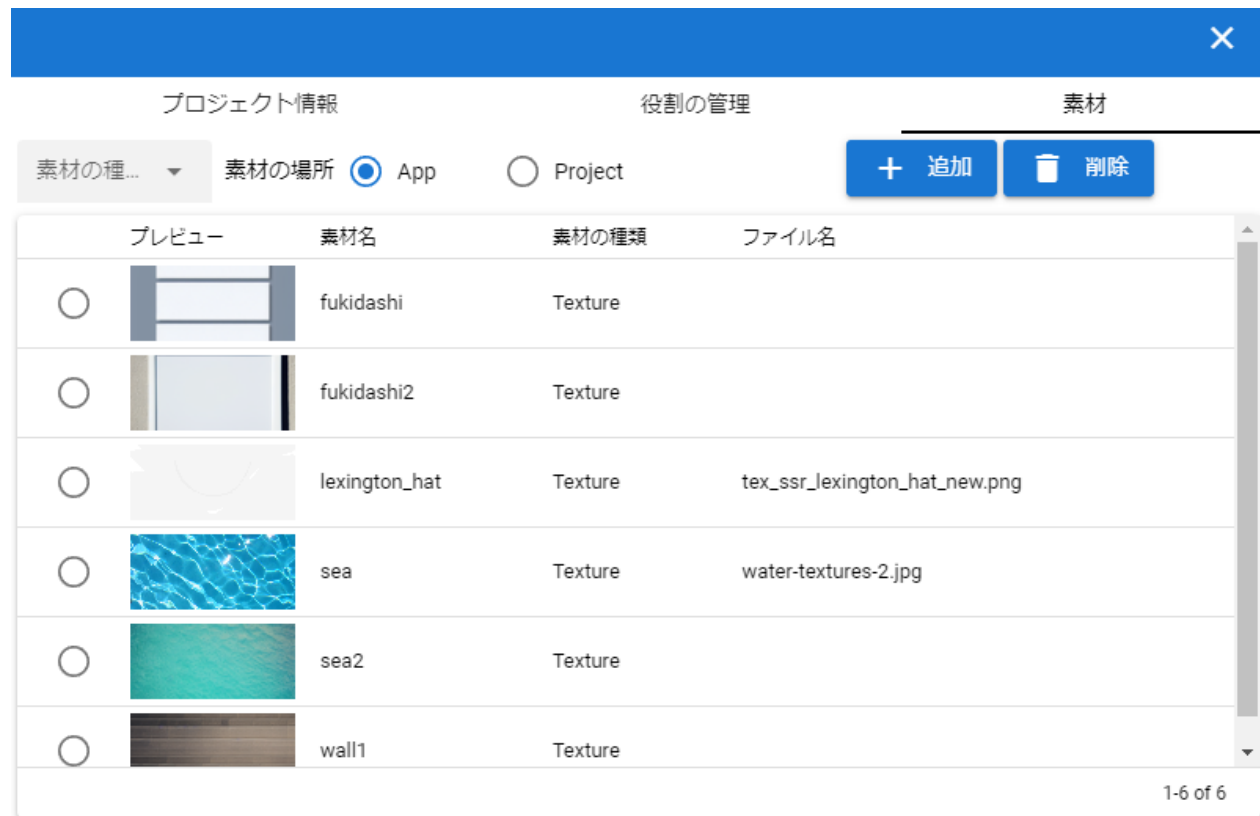 プロジェクト情報 役割の管理 素材
素材の種... 素材の場所 App Project 追加 削除
プレビュー 素材名 素材の種類 ファイル名
fukidashi Texture
fukidashi2 Texture
lexington_hat Texture tex_ssr_lexington_hat_new.png
sea Texture water-textures-2.jpg
sea2 Texture
wall1 Texture
1-6 of 6